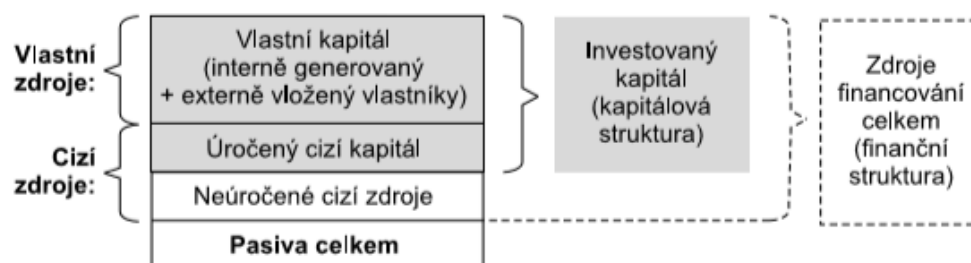 Vlastní
zdroje:
Vlastní kapitál
(interně generovaný
+ externě vložený vlastníky)
Cizí
zdroje:
Úročený cizí kapitál
Neúročené cizí zdroje
Pasiva celkem
Investovaný
kapitál
(kapitálová
struktura)
Zdroje
financování
celkem
(finanční
struktura)